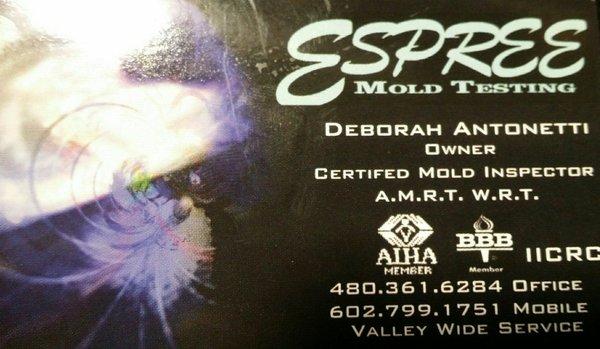 ESPREE
MOLD TESTING
DEBORAH ANTONETTI
OWNER
CERTIFED MOLD INSPECTOR
A.M.R.T. W.R.T.
AIHA
MEMBER
BBB
Member
IICRC
480.361.6284 OFFICE
602.799.1751 MOBILE
VALLEY WIDE SERVICE